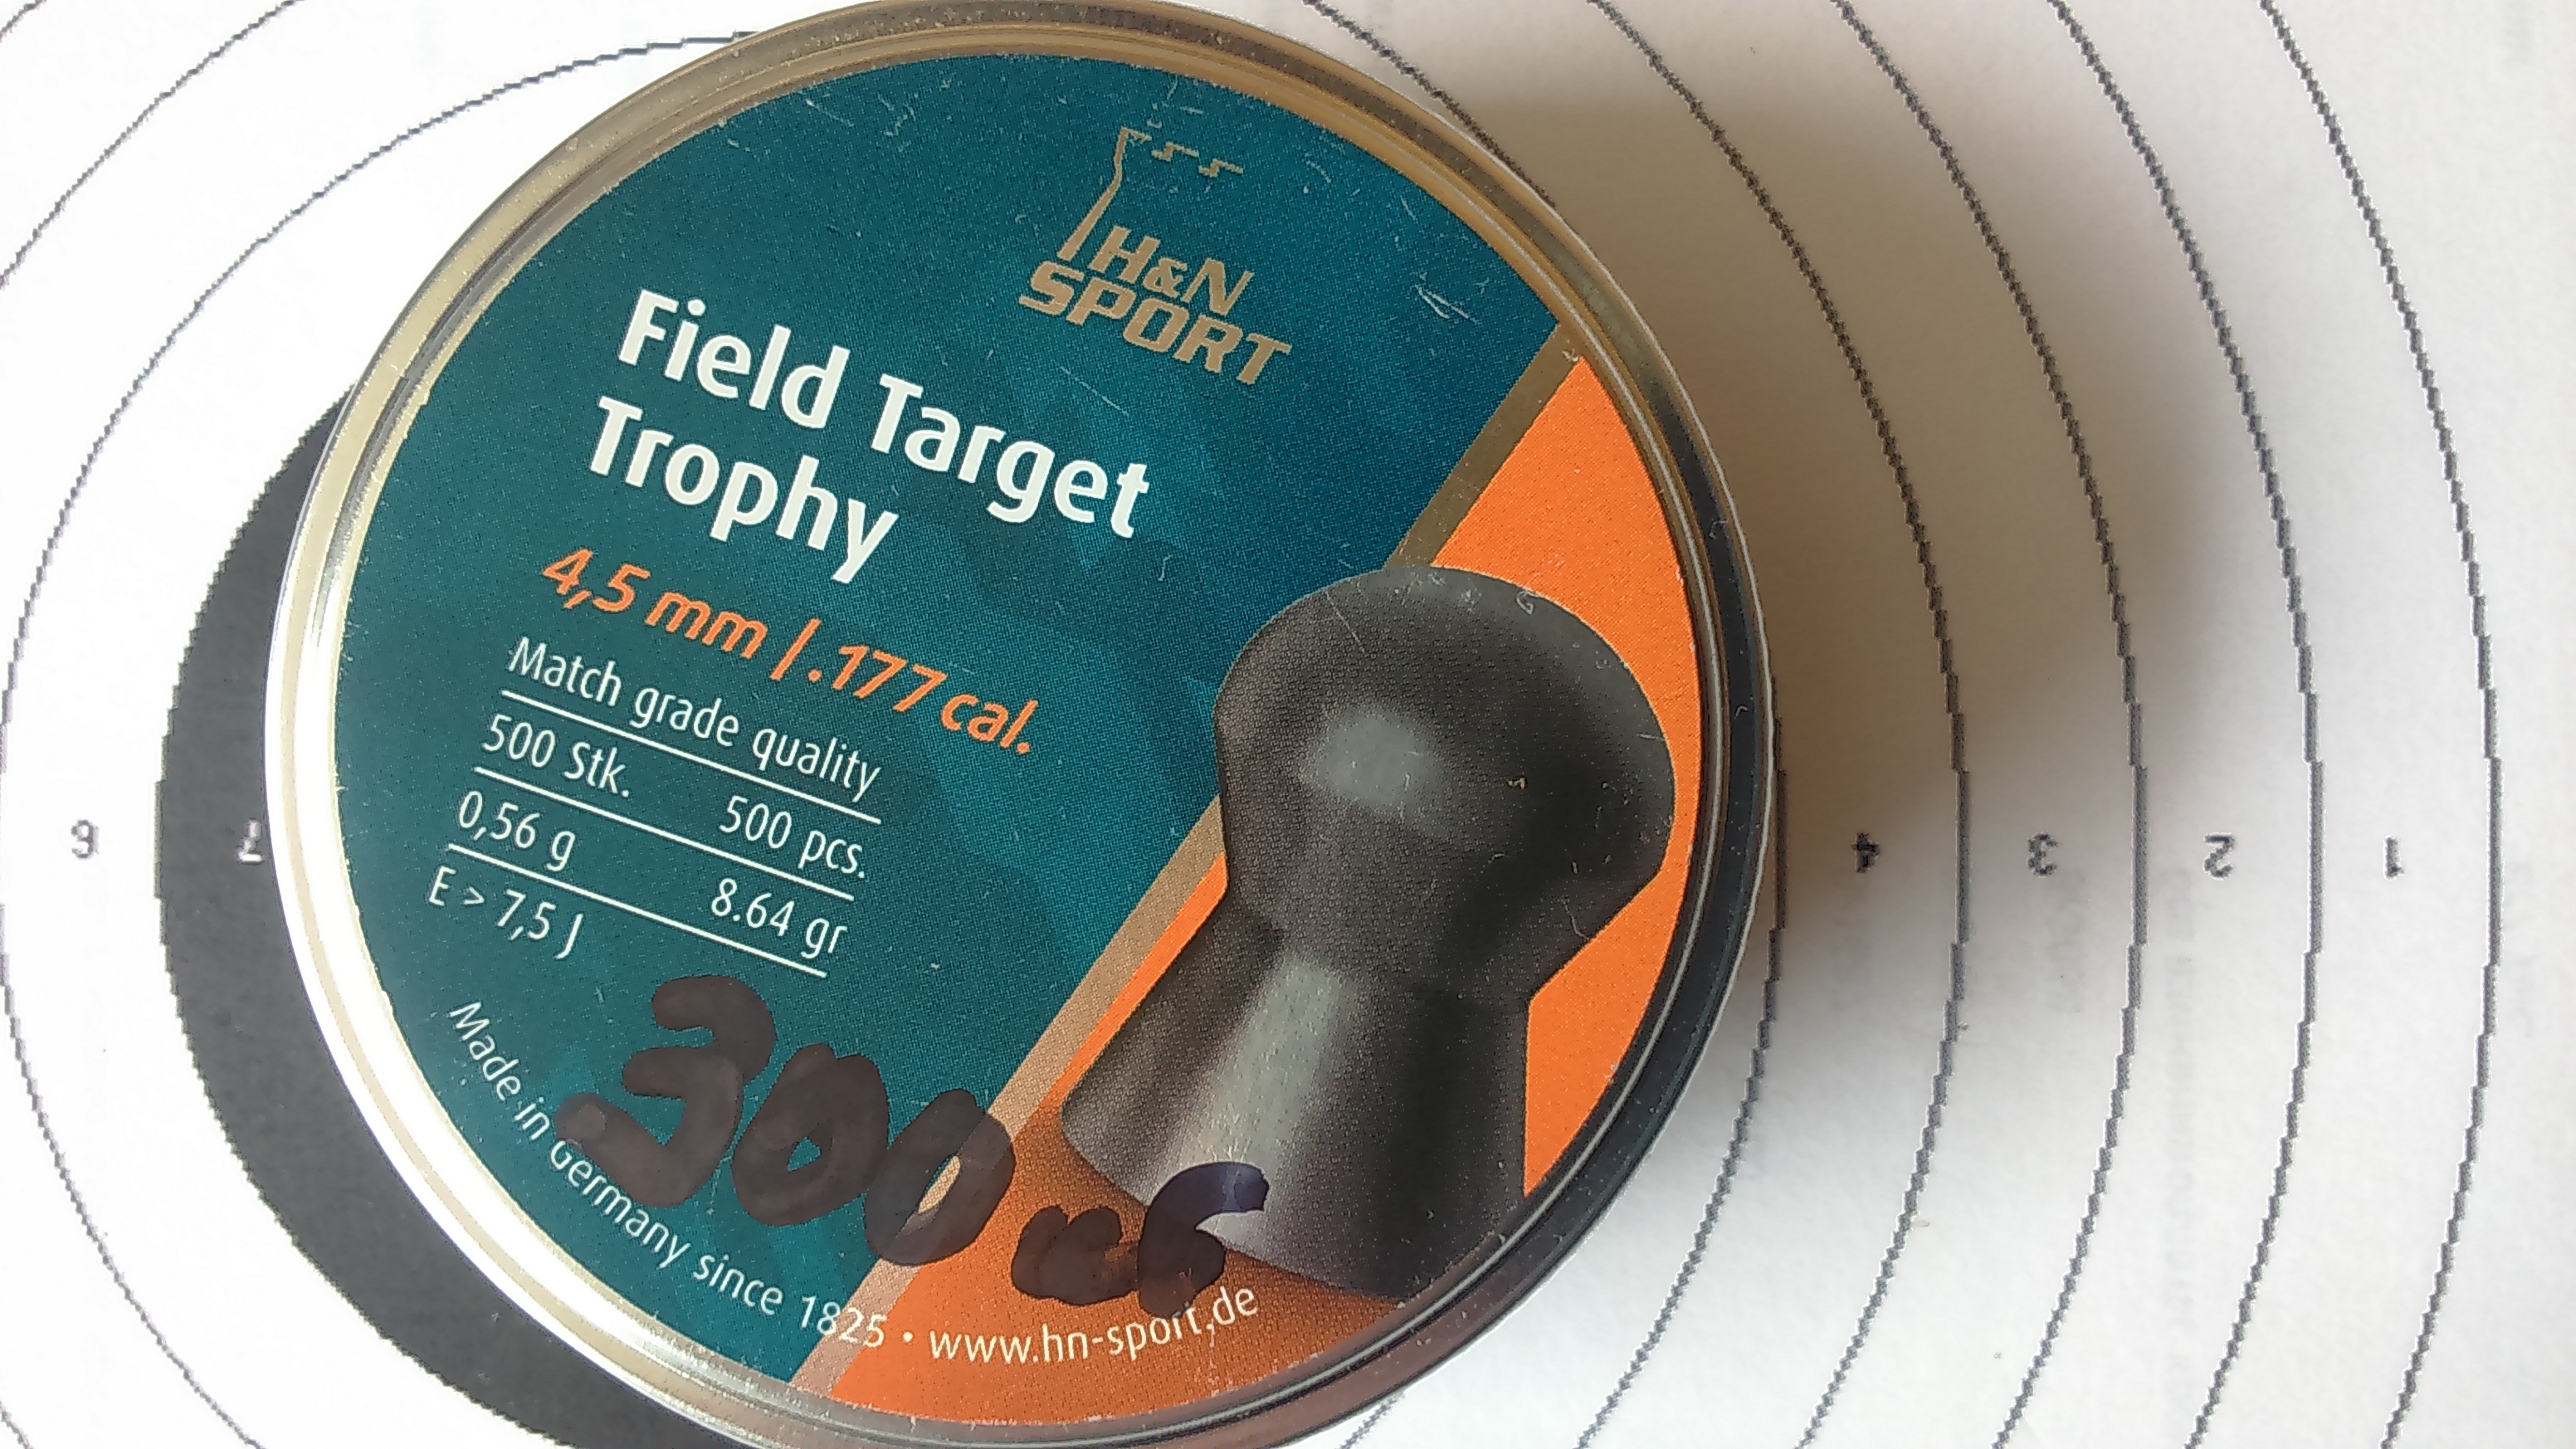 H&N
SPORT
Field Target
Trophy
4,5 mm | .177 cal.
Match grade quality
500 Stk. 500 pcs.
0,56 g 8.64 gr
E > 7,5 J
300
Made in Germany since 1825 • www.hn-sport.de
6 7 4 3 2 1